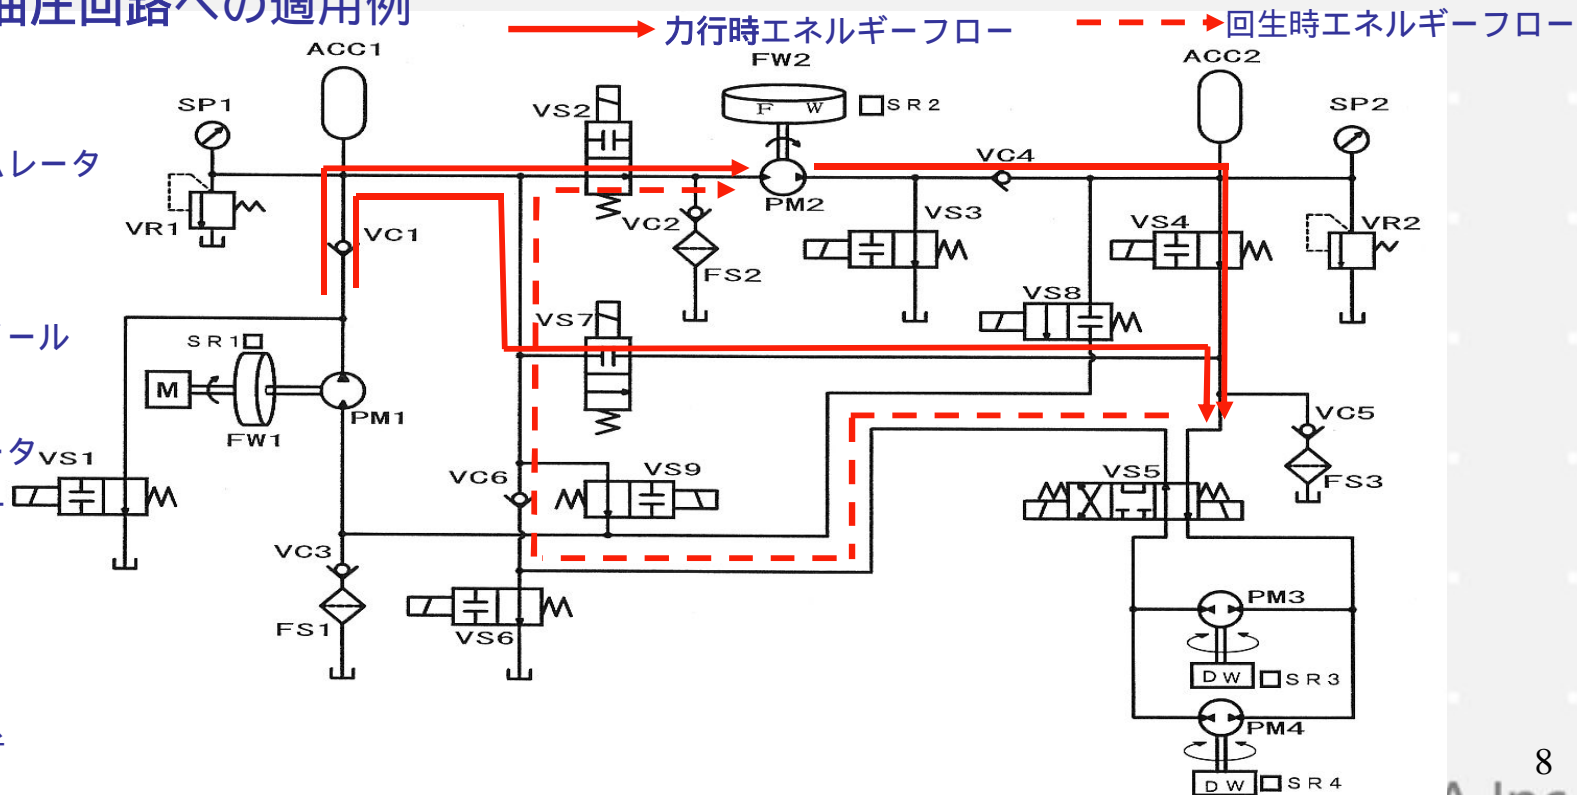 油圧回路への適用例
力行時エネルギーフロー
回生時エネルギーフロー
ACC1
FW2
ACC2
SP1
VS2
F W
SR2
SP2
レータ
VC4
PM2
VR1
VC1
VC2
VS3
VS4
VR2
FS2
VS8
VS7
ール
SR1
M
PM1
FW1
VC5
ータ
VS1
VC6
VS9
VS5
FS3
VC3
FS1
VS6
PM3
DW
SR3
PM4
DW
SR4
8